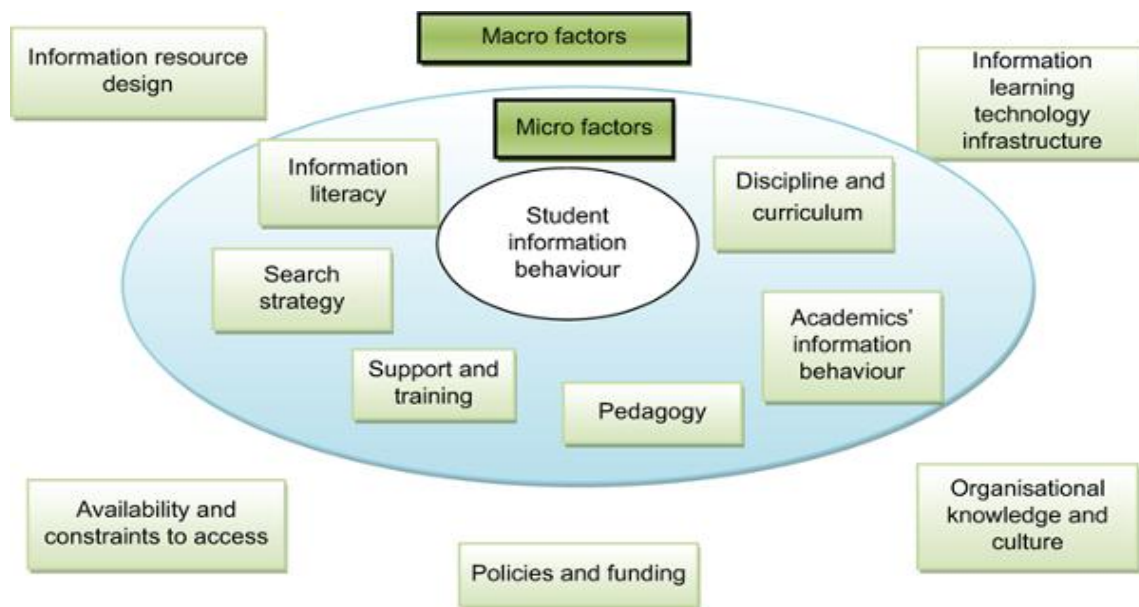 Macro factors
Information resource
design
Information
learning
technology
infrastructure
Micro factors
Information
literacy
Discipline and
curriculum
Student
information
behaviour
Search
strategy
Academics'
information
behaviour
Support and
training
Pedagogy
Availability and
constraints to access
Organisational
knowledge and
culture
Policies and funding